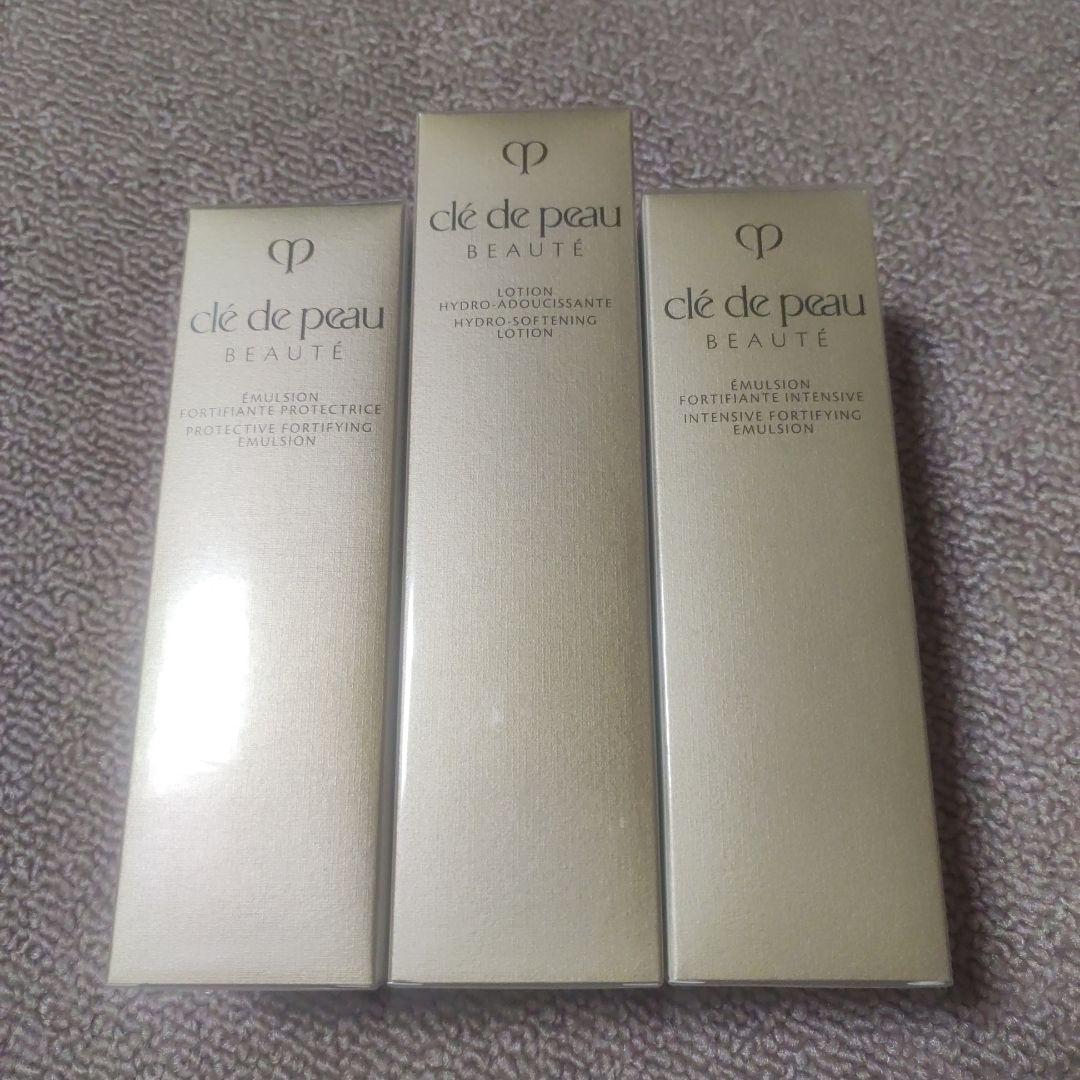 clé de peau
BEAUTÉ
ÉMULSION
FORTIFIANTE PROTECTRICE
PROTECTIVE FORTIFYING
EMULSION
clé de peau
BEAUTÉ
LOTION
HYDRO-ADOUCISSANTE
HYDRO-SOFTENING
LOTION
clé de peau
BEAUTÉ
ÉMULSION
FORTIFIANTE INTENSIVE
INTENSIVE FORTIFYING
EMULSION